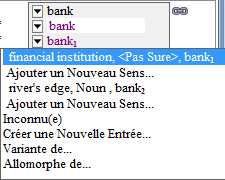 bank
bank
bank₁
financial institution, <Pas Sure>, bank₁
Ajouter un Nouveau Sens...
river's edge, Noun , bank₂
Ajouter un Nouveau Sens...
Inconnu(e)
Créer une Nouvelle Entrée...
Variante de...
Allomorphe de...